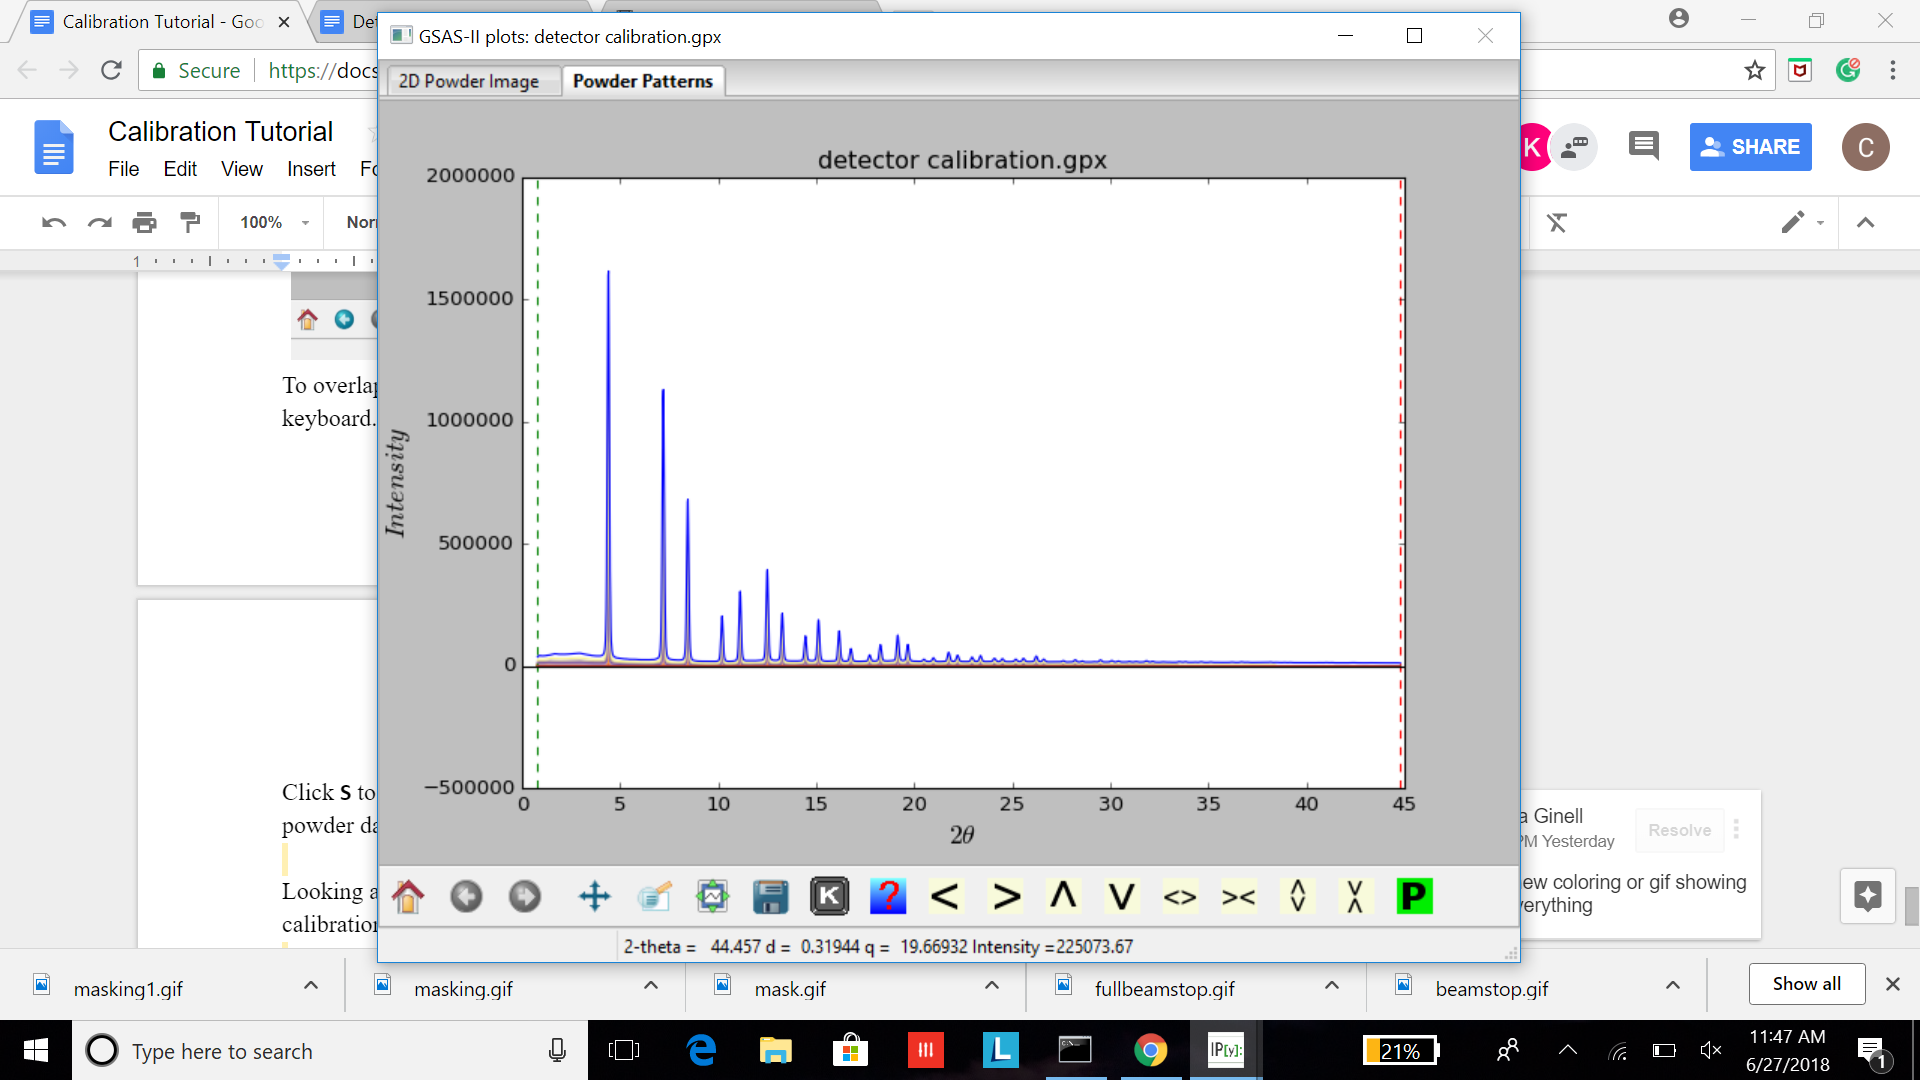 Calibration Tutorial - Goo
Det
GSAS-II plots: detector calibration.gpx
Secure
https://docs
2D Powder Image
Powder Patterns
Calibration Tutorial
File Edit View Insert Fo
K
SHARE
C
100%
Nor
1
detector calibration.gpx
2000000
1500000
1000000
500000
0
−500000
Intensity
0 5 10 15 20 25 30 35 40 45
2θ
To overlap
keyboard.
Click S to
powder da
Looking a
calibration
a Ginell
PM Yesterday
Resolve
ew coloring or gif showing
verything
K ? < > Λ V <> >< P
2-theta = 44.457 d = 0.31944 q = 19.66932 Intensity =225073.67
masking1.gif
masking.gif
mask.gif
fullbeamstop.gif
beamstop.gif
Show all
Type here to search
L
IP[y]:
21%
11:47 AM
6/27/2018
1